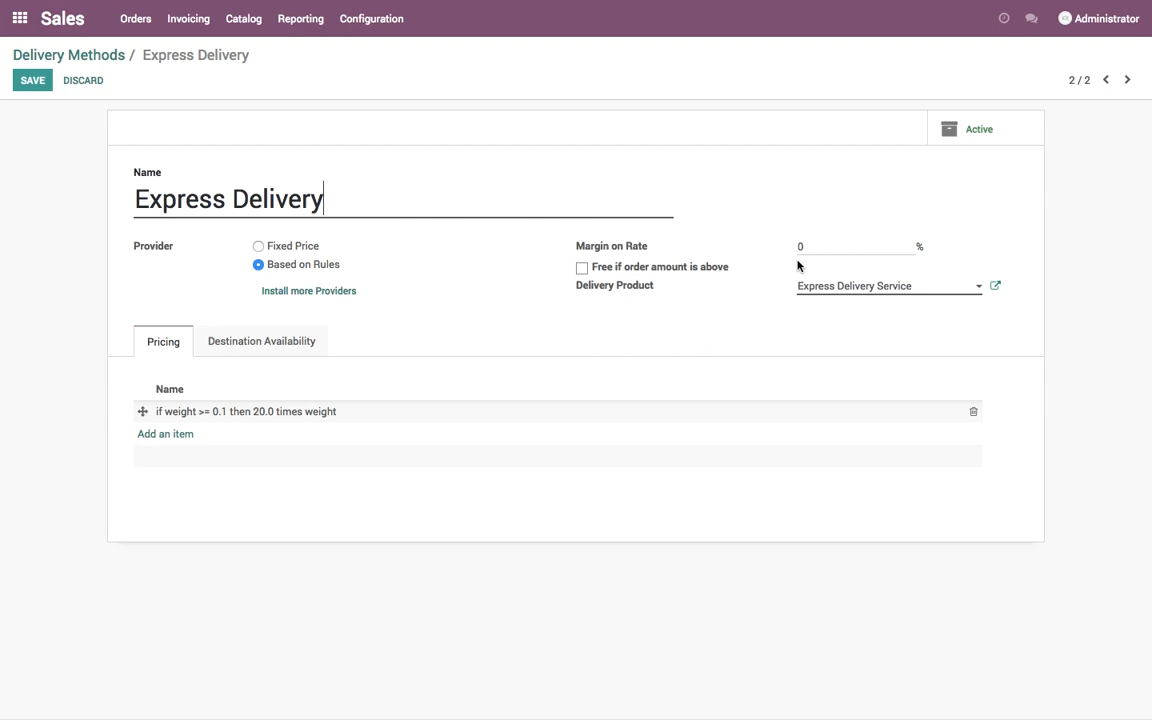 Sales Orders Invoicing Catalog Reporting Configuration Administrator
Delivery Methods / Express Delivery
SAVE DISCARD 2 / 2
Active
Name
Express Delivery
Provider Fixed Price Margin on Rate 0 %
Based on Rules Free if order amount is above
Delivery Product Express Delivery Service
Install more Providers
Pricing Destination Availability
Name
if weight >= 0.1 then 20.0 times weight
Add an item